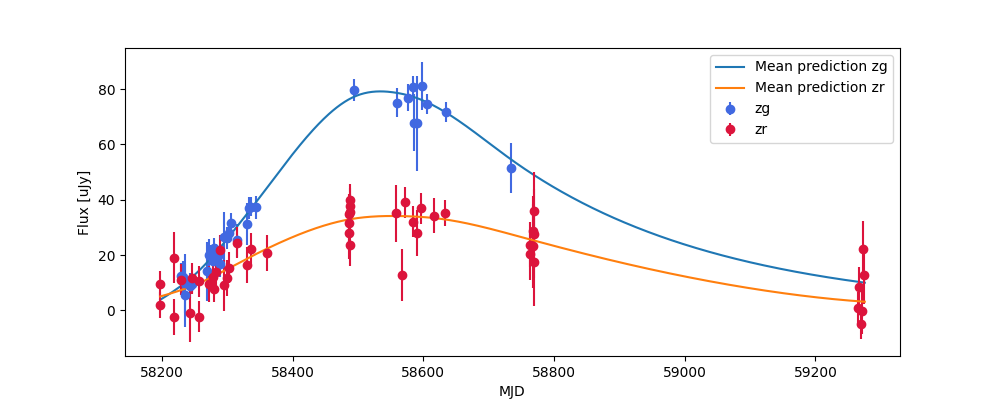 Flux [uJy]
80
60
40
20
0
58200 58400 58600 58800 59000 59200
MJD
Mean prediction zg
Mean prediction zr
zg
zr